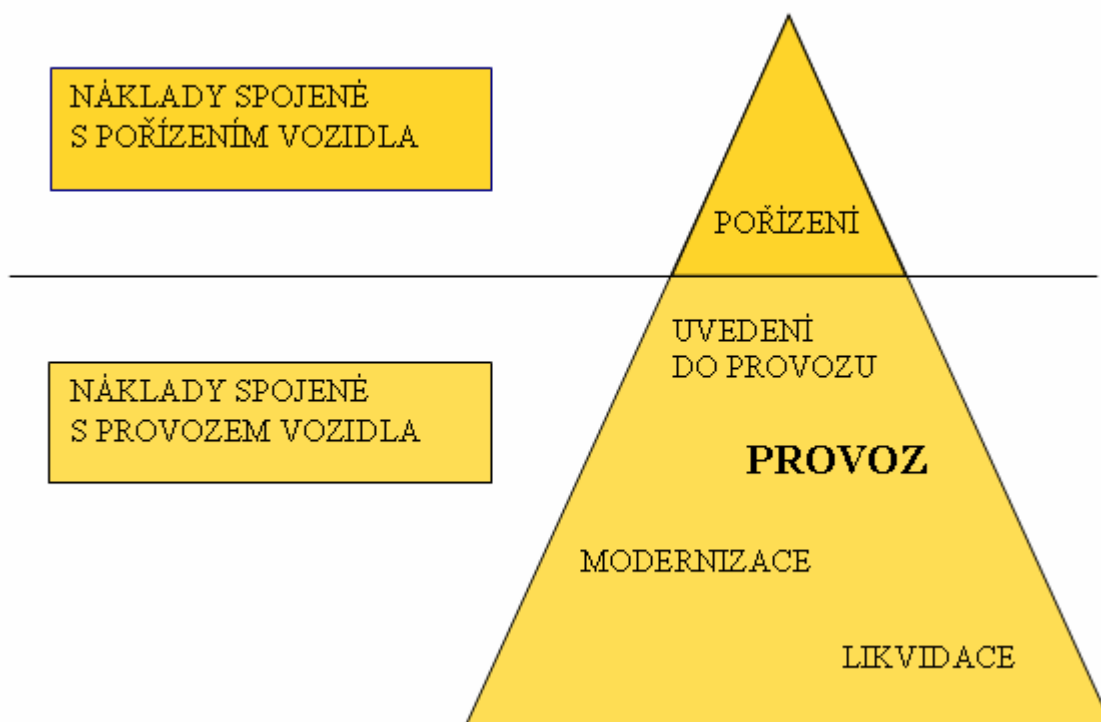 NÁKLADY SPOJENÉ
S POŘÍZENÍM VOZIDLA
POŘÍZENÍ
UVEDENÍ
DO PROVOZU
NÁKLADY SPOJENÉ
S PROVOZEM VOZIDLA
PROVOZ
MODERNIZACE
LIKVIDACE